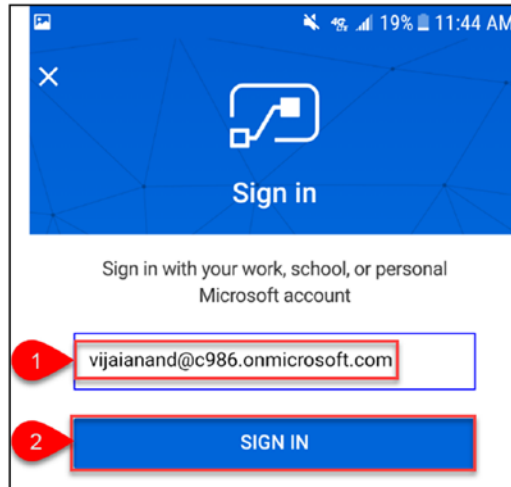 4G 19% 11:44 AM
Sign in
Sign in with your work, school, or personal
Microsoft account
1 vijaianand@c986.onmicrosoft.com
2 SIGN IN